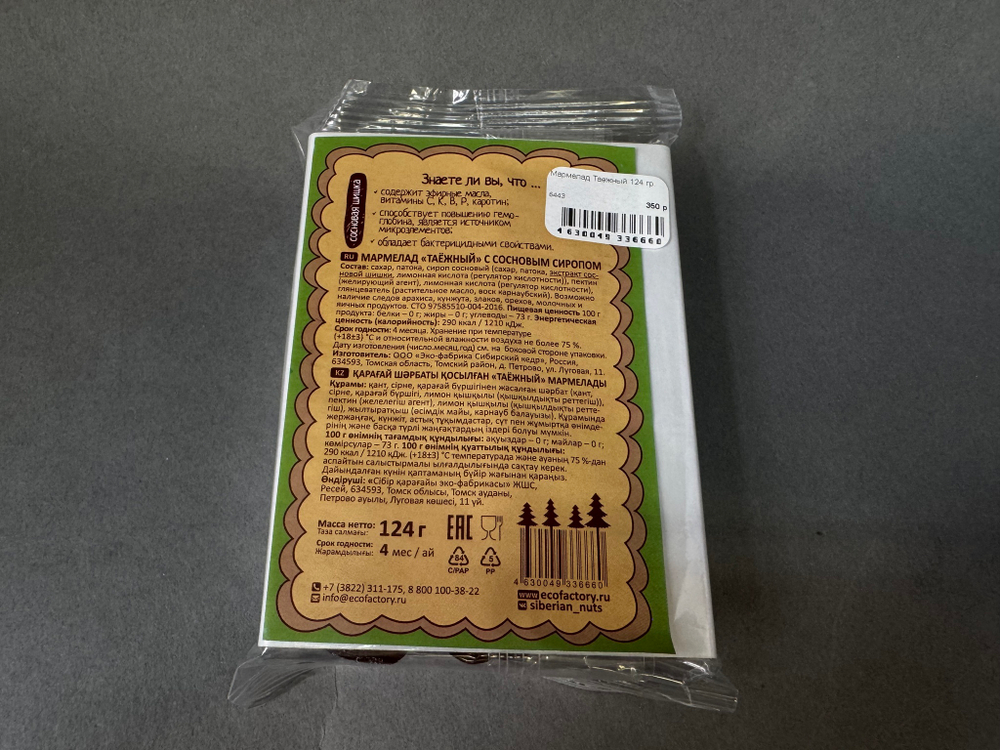 Мармелад Таежный 124 гр
6443
350 р
4 630049 336660
сосновая шишка
Знаете ли вы, что ...
✓ содержит эфирные масла,
витамины С, К, В, Р, каротин;
✓ способствует повышению гемо-
глобина, является источником
микроэлементов;
✓ обладает бактерицидными свойствами.
RU МАРМЕЛАД «ТАЁЖНЫЙ» С СОСНОВЫМ СИРОПОМ
Состав: сахар, патока, сироп сосновый (сахар, патока, экстракт сос-
новой шишки, лимонная кислота (регулятор кислотности)), пектин
(желирующий агент), лимонная кислота (регулятор кислотности),
глянцеватель (растительное масло, воск карнаубский). Возможно
наличие следов арахиса, кунжута, злаков, орехов, молочных и
яичных продуктов. СТО 97585510-004-2016. Пищевая ценность 100 г
продукта: белки – 0 г; жиры – 0 г; углеводы – 73 г. Энергетическая
ценность (калорийность): 290 ккал / 1210 кДж.
Срок годности: 4 месяца. Хранение при температуре
(+18±3) °С и относительной влажности воздуха не более 75 %.
Дату изготовления (число.месяц.год) см. на боковой стороне упаковки.
Изготовитель: ООО «Эко-фабрика Сибирский кедр», Россия,
634593, Томская область, Томский район, д. Петрово, ул. Луговая, 11.
KZ ҚАРАҒАЙ ШӘРБАТЫ ҚОСЫЛҒАН «ТАЁЖНЫЙ» МАРМЕЛАДЫ
Құрамы: қант, сірне, қарағай бүршігінен жасалған шәрбат (қант,
сірне, қарағай бүршігі, лимон қышқылы (қышқылдықты реттегіш)),
пектин (желелегіш агент), лимон қышқылы (қышқылдықты ретте-
гіш), жылтыратқыш (өсімдік майы, карнауб балауызы). Құрамында
жержаңғақ, күнжіт, астық тұқымдастар, сүт пен жұмыртқа өнімде-
рінің және басқа түрлі жаңғақтардың іздері болуы мүмкін.
100 г өнімнің тағамдық құндылығы: ақуыздар – 0 г; майлар – 0 г;
көмірсулар – 73 г. 100 г өнімнің қуаттылық құндылығы:
290 ккал / 1210 кДж. (+18±3) °С температурада және ауаның 75 %-дан
аспайтын салыстырмалы ылғалдылығында сақтау керек.
Дайындалған күнін қаптаманың бүйір жағынан қараңыз.
Өндіруші: «Сібір қарағайы эко-фабрикасы» ЖШС,
Ресей, 634593, Томск облысы, Томск ауданы,
Петрово ауылы, Луговая көшесі, 11 үй.
Масса нетто:
Таза салмағы: 124 г
Срок годности:
Жарамдылығы: 4 мес / ай
ЕАС
84
C/PAP
5
PP
4 630049 336660
+7 (3822) 311-175, 8 800 100-38-22
info@ecofactory.ru
www ecofactory.ru
siberian_nuts